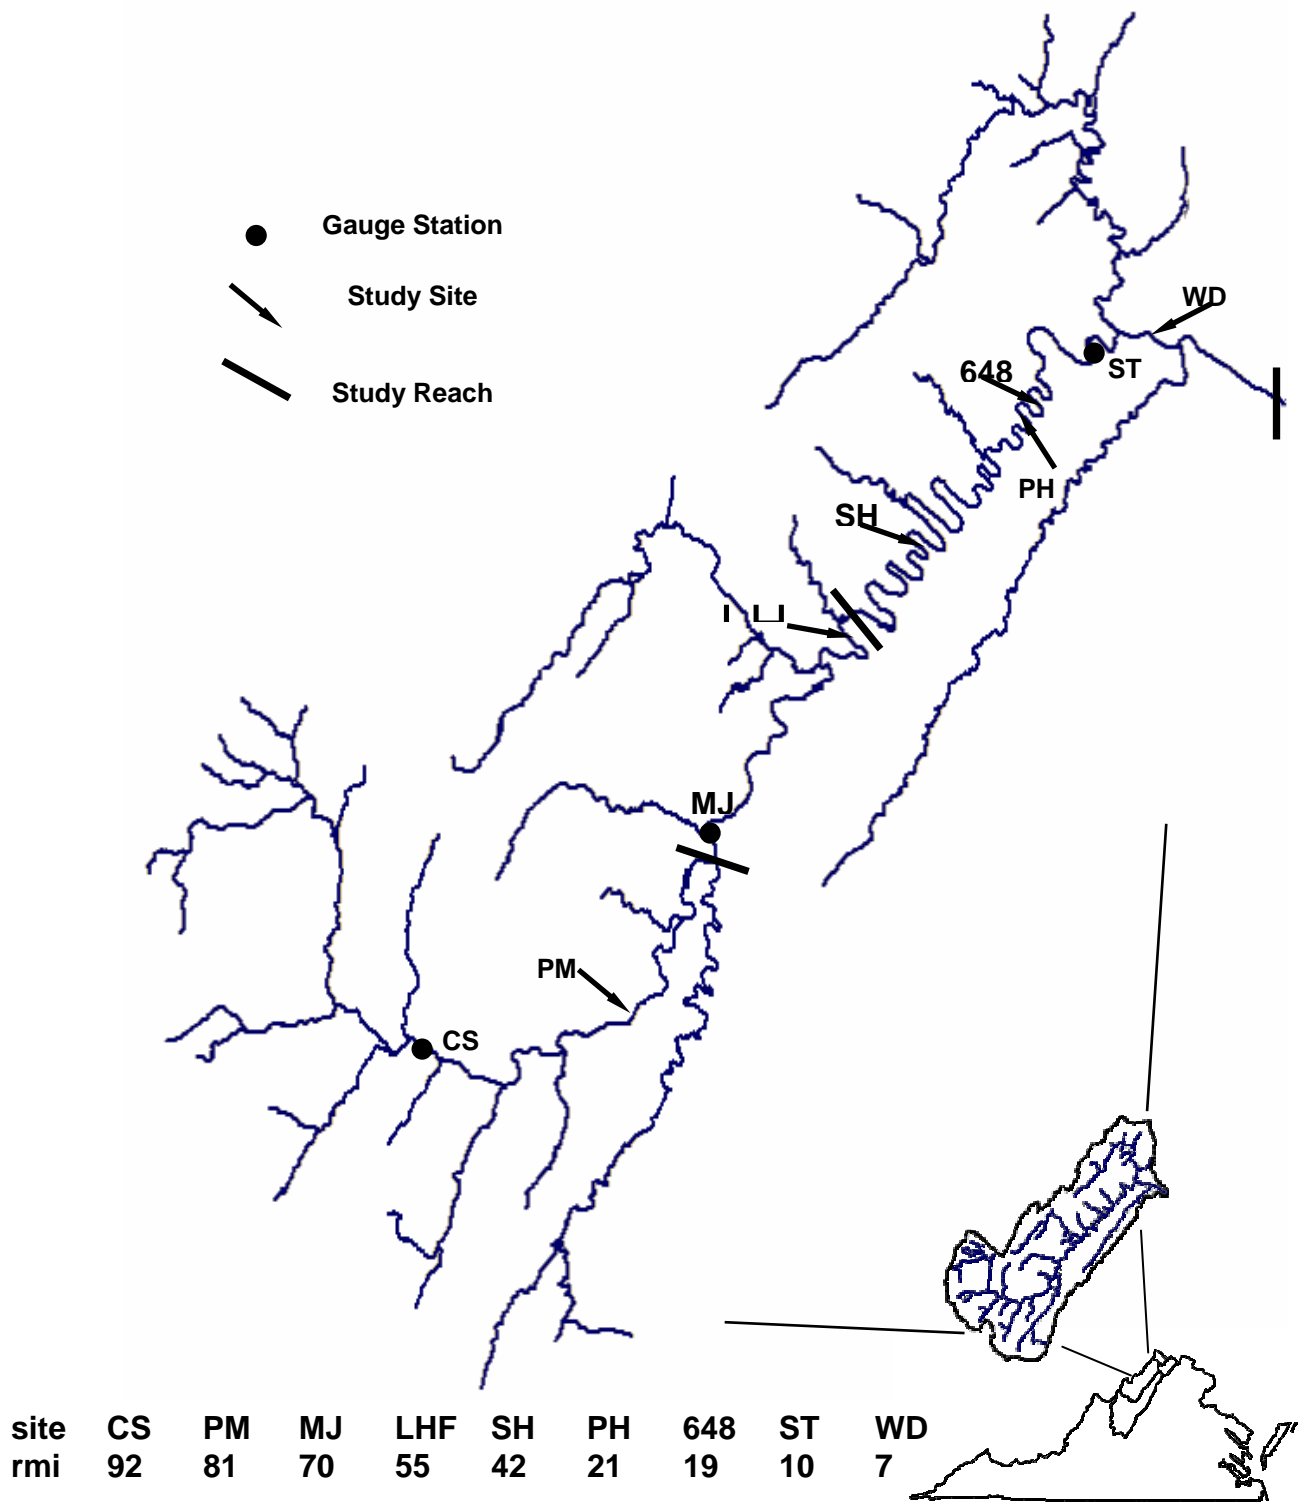 Gauge Station
Study Site
Study Reach
WD
ST
648
PH
SH
MJ
PM
CS
site CS PM MJ LHF SH PH 648 ST WD
rmi 92 81 70 55 42 21 19 10 7